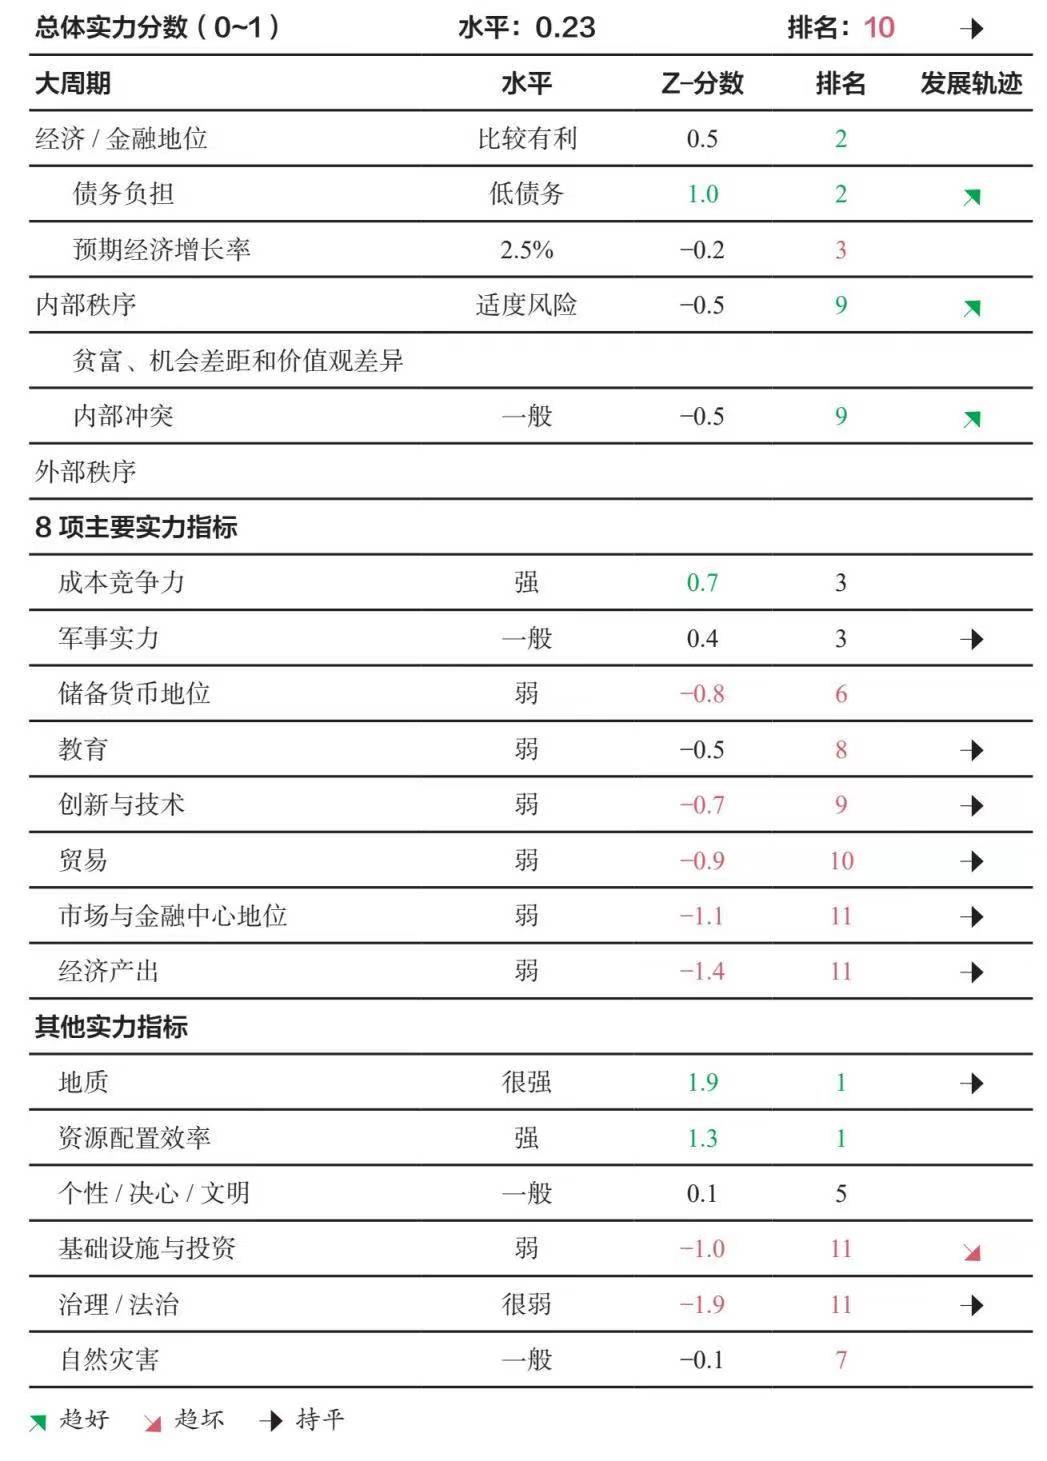 总体实力分数（0~1） 水平：0.23 排名：10
大周期 水平 Z-分数 排名 发展轨迹
经济 / 金融地位 比较有利 0.5 2
债务负担 低债务 1.0 2
预期经济增长率 2.5% −0.2 3
内部秩序 适度风险 −0.5 9
贫富、机会差距和价值观差异
内部冲突 一般 −0.5 9
外部秩序
8 项主要实力指标
成本竞争力 强 0.7 3
军事实力 一般 0.4 3
储备货币地位 弱 −0.8 6
教育 弱 −0.5 8
创新与技术 弱 −0.7 9
贸易 弱 −0.9 10
市场与金融中心地位 弱 −1.1 11
经济产出 弱 −1.4 11
其他实力指标
地质 很强 1.9 1
资源配置效率 强 1.3 1
个性 / 决心 / 文明 一般 0.1 5
基础设施与投资 弱 −1.0 11
治理 / 法治 很弱 −1.9 11
自然灾害 一般 −0.1 7
趋好 趋坏 持平